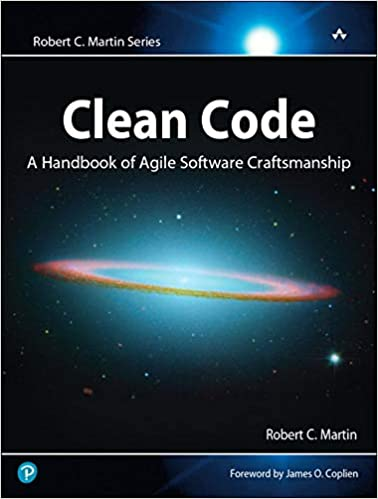 Robert C. Martin Series
Clean Code
A Handbook of Agile Software Craftsmanship
Robert C. Martin
Foreword by James O. Coplien
P